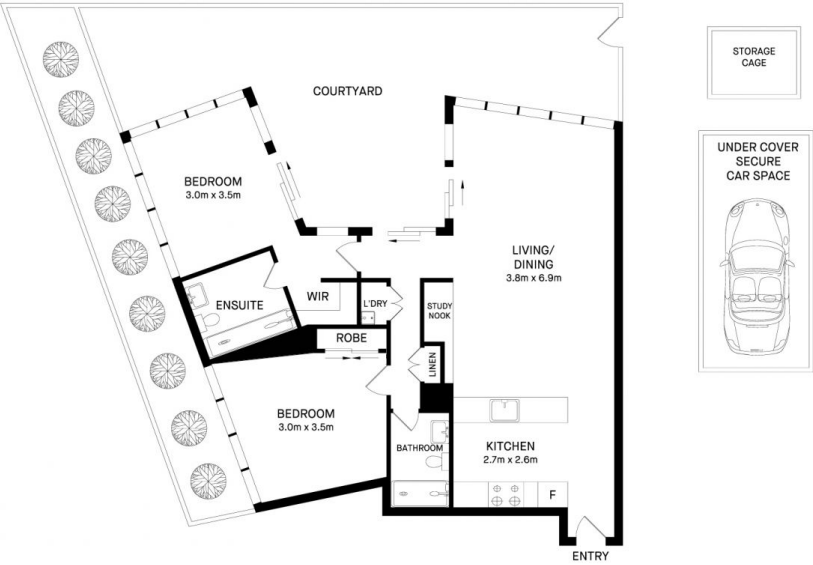 COURTYARD
STORAGE
CAGE
UNDER COVER
SECURE
CAR SPACE
BEDROOM
3.0m x 3.5m
LIVING/
DINING
3.8m x 6.9m
ENSUITE
WIR
L'DRY
STUDY
NOOK
ROBE
LINEN
BEDROOM
3.0m x 3.5m
BATHROOM
KITCHEN
2.7m x 2.6m
F
ENTRY